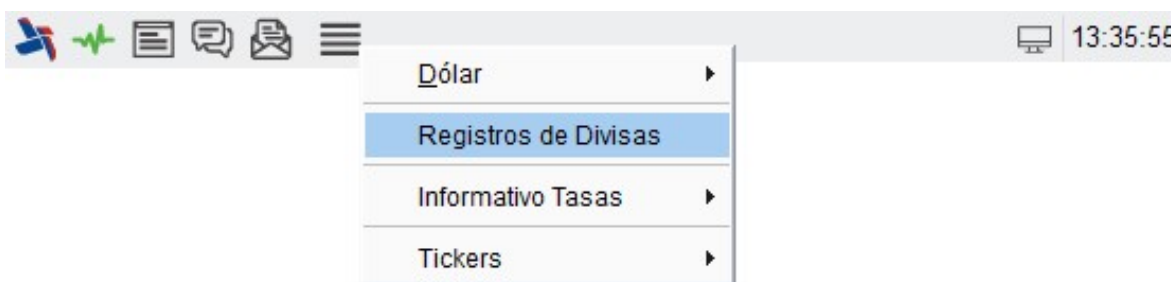 13:35:55
Dólar
Registros de Divisas
Informativo Tasas
Tickers